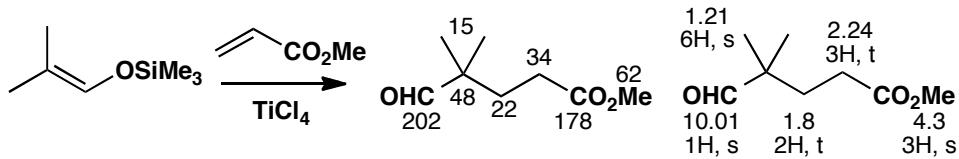 CO₂Me
OSiMe₃
TiCl₄
15
34
62
OHC
48
22
CO₂Me
202
178
1.21
6H, s
2.24
3H, t
OHC
CO₂Me
10.01
1H, s
1.8
2H, t
4.3
3H, s